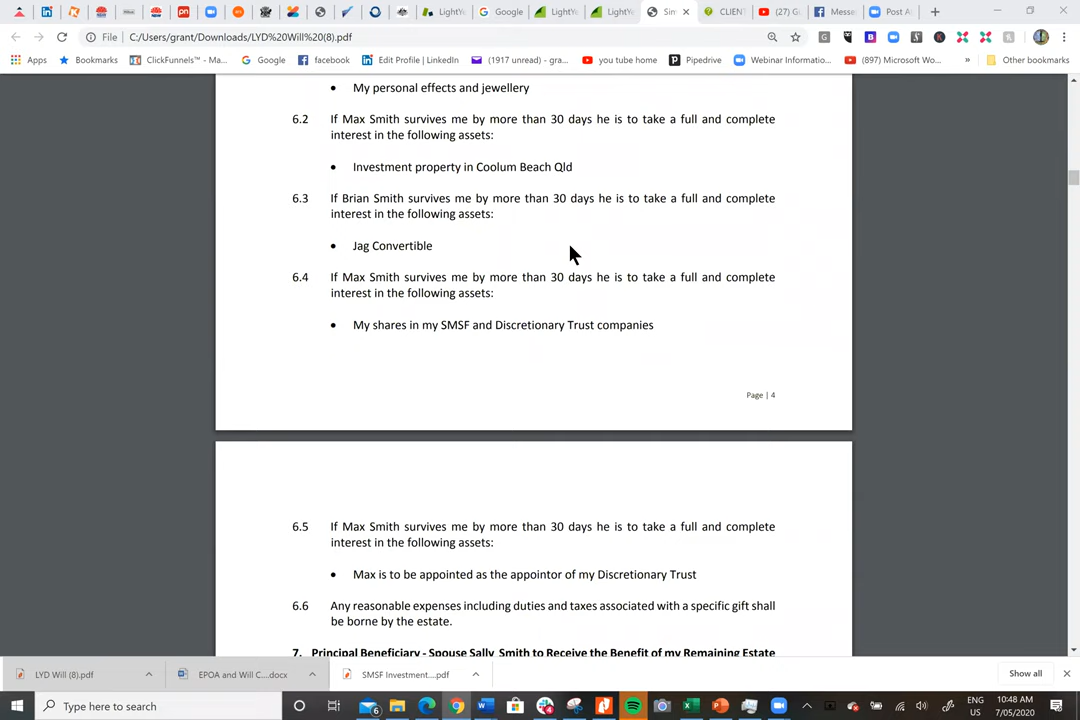 LightYe
Google
LightYe
LightYe
Sim
CLIENT
(27) G
Messe
Post A
File
C:/Users/grant/Downloads/LYD%20Will%20(8).pdf
Apps
Bookmarks
ClickFunnels™ - Ma...
Google
facebook
Edit Profile | LinkedIn
(1917 unread) - gra...
you tube home
Pipedrive
Webinar Informatio...
(897) Microsoft Wo...
»
Other bookmarks
• My personal effects and jewellery
6.2 If Max Smith survives me by more than 30 days he is to take a full and complete
interest in the following assets:
• Investment property in Coolum Beach Qld
6.3 If Brian Smith survives me by more than 30 days he is to take a full and complete
interest in the following assets:
• Jag Convertible
6.4 If Max Smith survives me by more than 30 days he is to take a full and complete
interest in the following assets:
• My shares in my SMSF and Discretionary Trust companies
Page | 4
6.5 If Max Smith survives me by more than 30 days he is to take a full and complete
interest in the following assets:
• Max is to be appointed as the appointor of my Discretionary Trust
6.6 Any reasonable expenses including duties and taxes associated with a specific gift shall
be borne by the estate.
7. Principal Beneficiary - Spouse Sally Smith to Receive the Benefit of my Remaining Estate
LYD Will (8).pdf
EPOA and Will C....docx
SMSF Investment....pdf
Show all
Type here to search
ENG
US
10:48 AM
7/05/2020